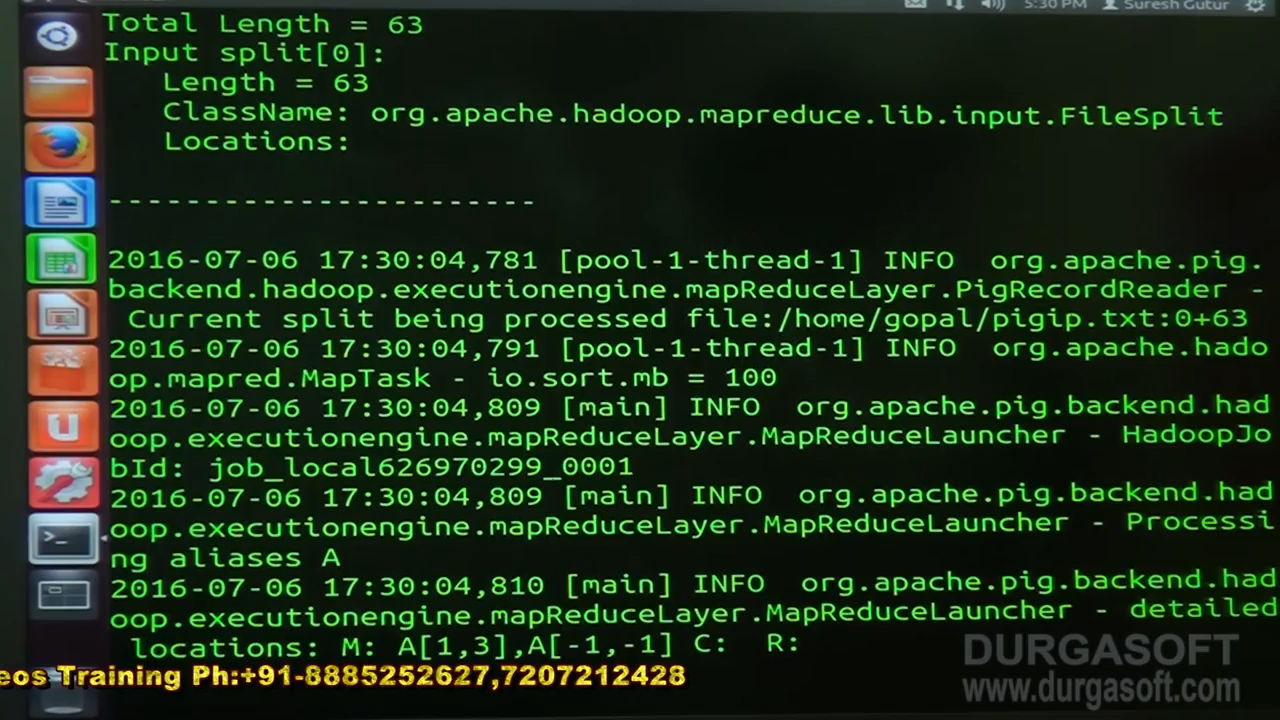 5:30 PM Suresh Gutur
Total Length = 63
Input split[0]:
Length = 63
ClassName: org.apache.hadoop.mapreduce.lib.input.FileSplit
Locations:
-----------------------
2016-07-06 17:30:04,781 [pool-1-thread-1] INFO  org.apache.pig.
backend.hadoop.executionengine.mapReduceLayer.PigRecordReader -
Current split being processed file:/home/gopal/pigip.txt:0+63
2016-07-06 17:30:04,791 [pool-1-thread-1] INFO  org.apache.hado
op.mapred.MapTask - io.sort.mb = 100
2016-07-06 17:30:04,809 [main] INFO  org.apache.pig.backend.had
oop.executionengine.mapReduceLayer.MapReduceLauncher - HadoopJo
bId: job_local626970299_0001
2016-07-06 17:30:04,809 [main] INFO  org.apache.pig.backend.had
oop.executionengine.mapReduceLayer.MapReduceLauncher - Processi
ng aliases A
2016-07-06 17:30:04,810 [main] INFO  org.apache.pig.backend.had
oop.executionengine.mapReduceLayer.MapReduceLauncher - detailed
locations: M: A[1,3],A[-1,-1] C:  R:
DURGASOFT
www.durgasoft.com
eos Training Ph:+91-8885252627,7207212428